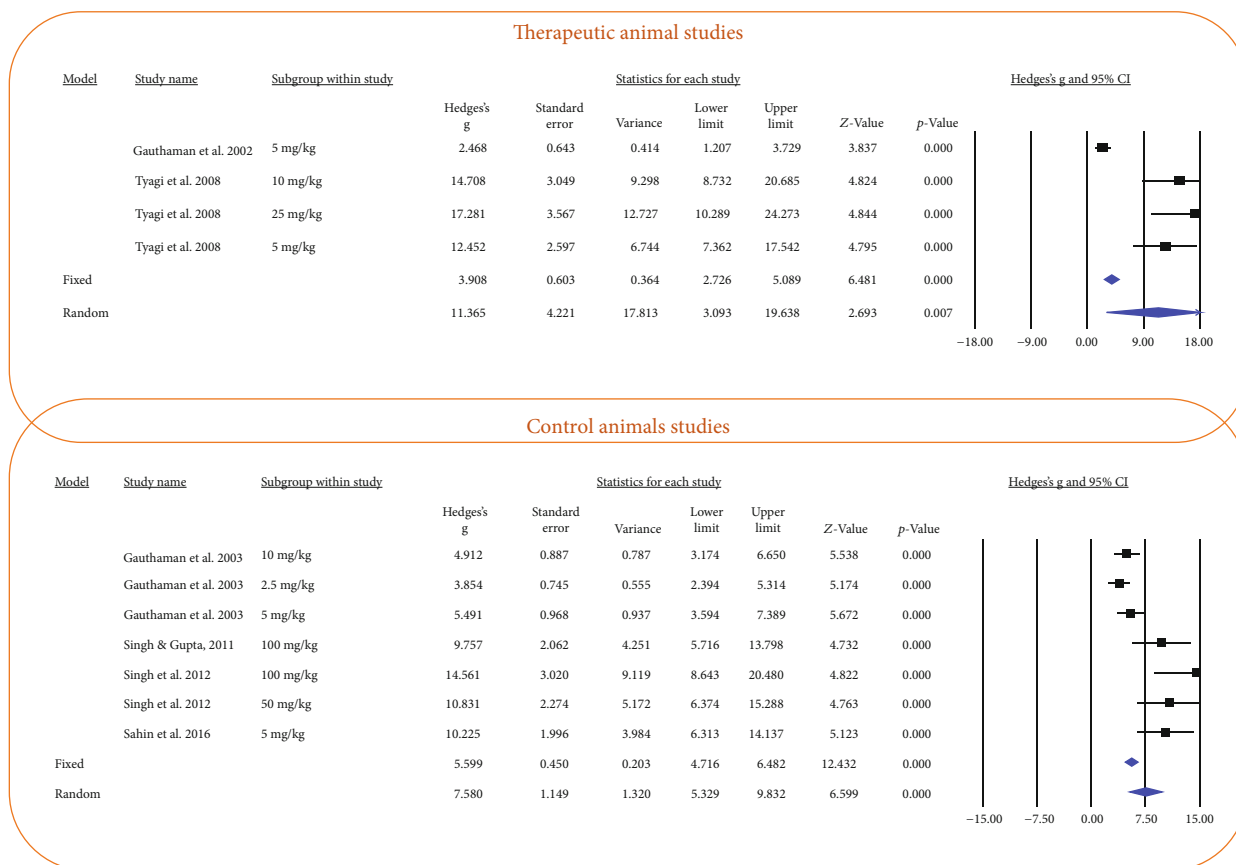 Therapeutic animal studies
Model Study name Subgroup within study Statistics for each study Hedges's g and 95% CI
Hedges's g Standard error Variance Lower limit Upper limit Z-Value p-Value
Gauthaman et al. 2002 5 mg/kg 2.468 0.643 0.414 1.207 3.729 3.837 0.000
Tyagi et al. 2008 10 mg/kg 14.708 3.049 9.298 8.732 20.685 4.824 0.000
Tyagi et al. 2008 25 mg/kg 17.281 3.567 12.727 10.289 24.273 4.844 0.000
Tyagi et al. 2008 5 mg/kg 12.452 2.597 6.744 7.362 17.542 4.795 0.000
Fixed 3.908 0.603 0.364 2.726 5.089 6.481 0.000
Random 11.365 4.221 17.813 3.093 19.638 2.693 0.007
−18.00 −9.00 0.00 9.00 18.00
Control animals studies
Model Study name Subgroup within study Statistics for each study Hedges's g and 95% CI
Hedges's g Standard error Variance Lower limit Upper limit Z-Value p-Value
Gauthaman et al. 2003 10 mg/kg 4.912 0.887 0.787 3.174 6.650 5.538 0.000
Gauthaman et al. 2003 2.5 mg/kg 3.854 0.745 0.555 2.394 5.314 5.174 0.000
Gauthaman et al. 2003 5 mg/kg 5.491 0.968 0.937 3.594 7.389 5.672 0.000
Singh & Gupta, 2011 100 mg/kg 9.757 2.062 4.251 5.716 13.798 4.732 0.000
Singh et al. 2012 100 mg/kg 14.561 3.020 9.119 8.643 20.480 4.822 0.000
Singh et al. 2012 50 mg/kg 10.831 2.274 5.172 6.374 15.288 4.763 0.000
Sahin et al. 2016 5 mg/kg 10.225 1.996 3.984 6.313 14.137 5.123 0.000
Fixed 5.599 0.450 0.203 4.716 6.482 12.432 0.000
Random 7.580 1.149 1.320 5.329 9.832 6.599 0.000
−15.00 −7.50 0.00 7.50 15.00